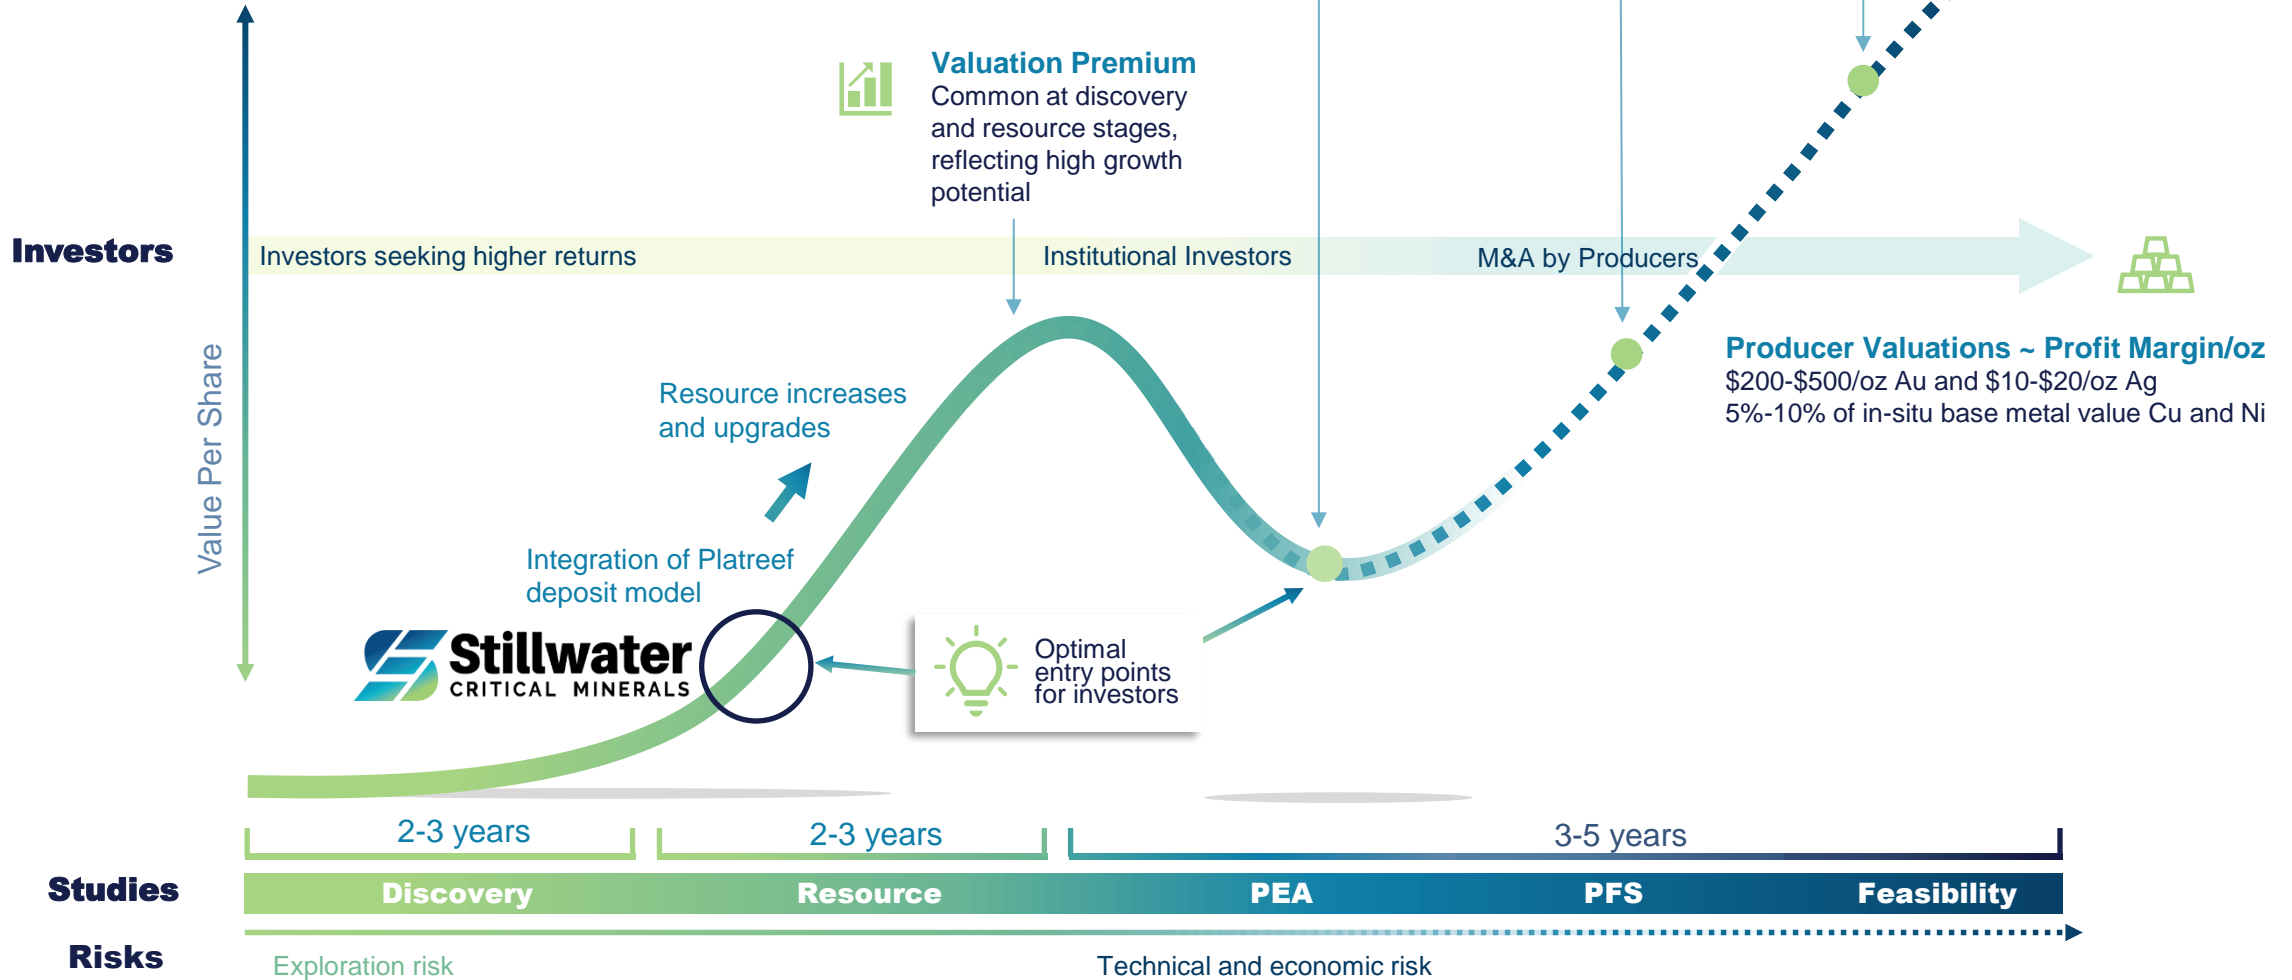 Valuation Premium
Common at discovery
and resource stages,
reflecting high growth
potential
Investors
Investors seeking higher returns
Institutional Investors
M&A by Producers
Producer Valuations ~ Profit Margin/oz
$200-$500/oz Au and $10-$20/oz Ag
5%-10% of in-situ base metal value Cu and Ni
Value Per Share
Resource increases
and upgrades
Integration of Platreef
deposit model
Stillwater
CRITICAL MINERALS
Optimal
entry points
for investors
2-3 years
2-3 years
3-5 years
Studies
Discovery
Resource
PEA
PFS
Feasibility
Risks
Exploration risk
Technical and economic risk